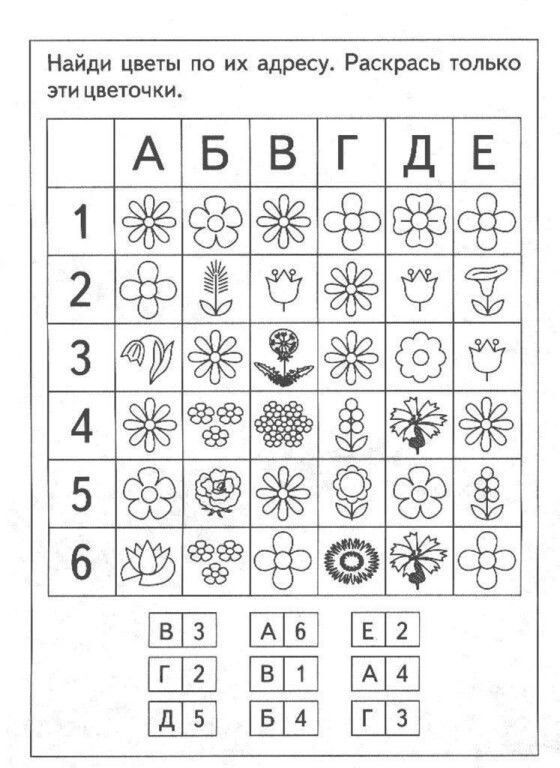 Найди цветы по их адресу. Раскрась только
эти цветочки.
А Б В Г Д Е
1
2
3
4
5
6
В 3 А 6 Е 2
Г 2 В 1 А 4
Д 5 Б 4 Г 3